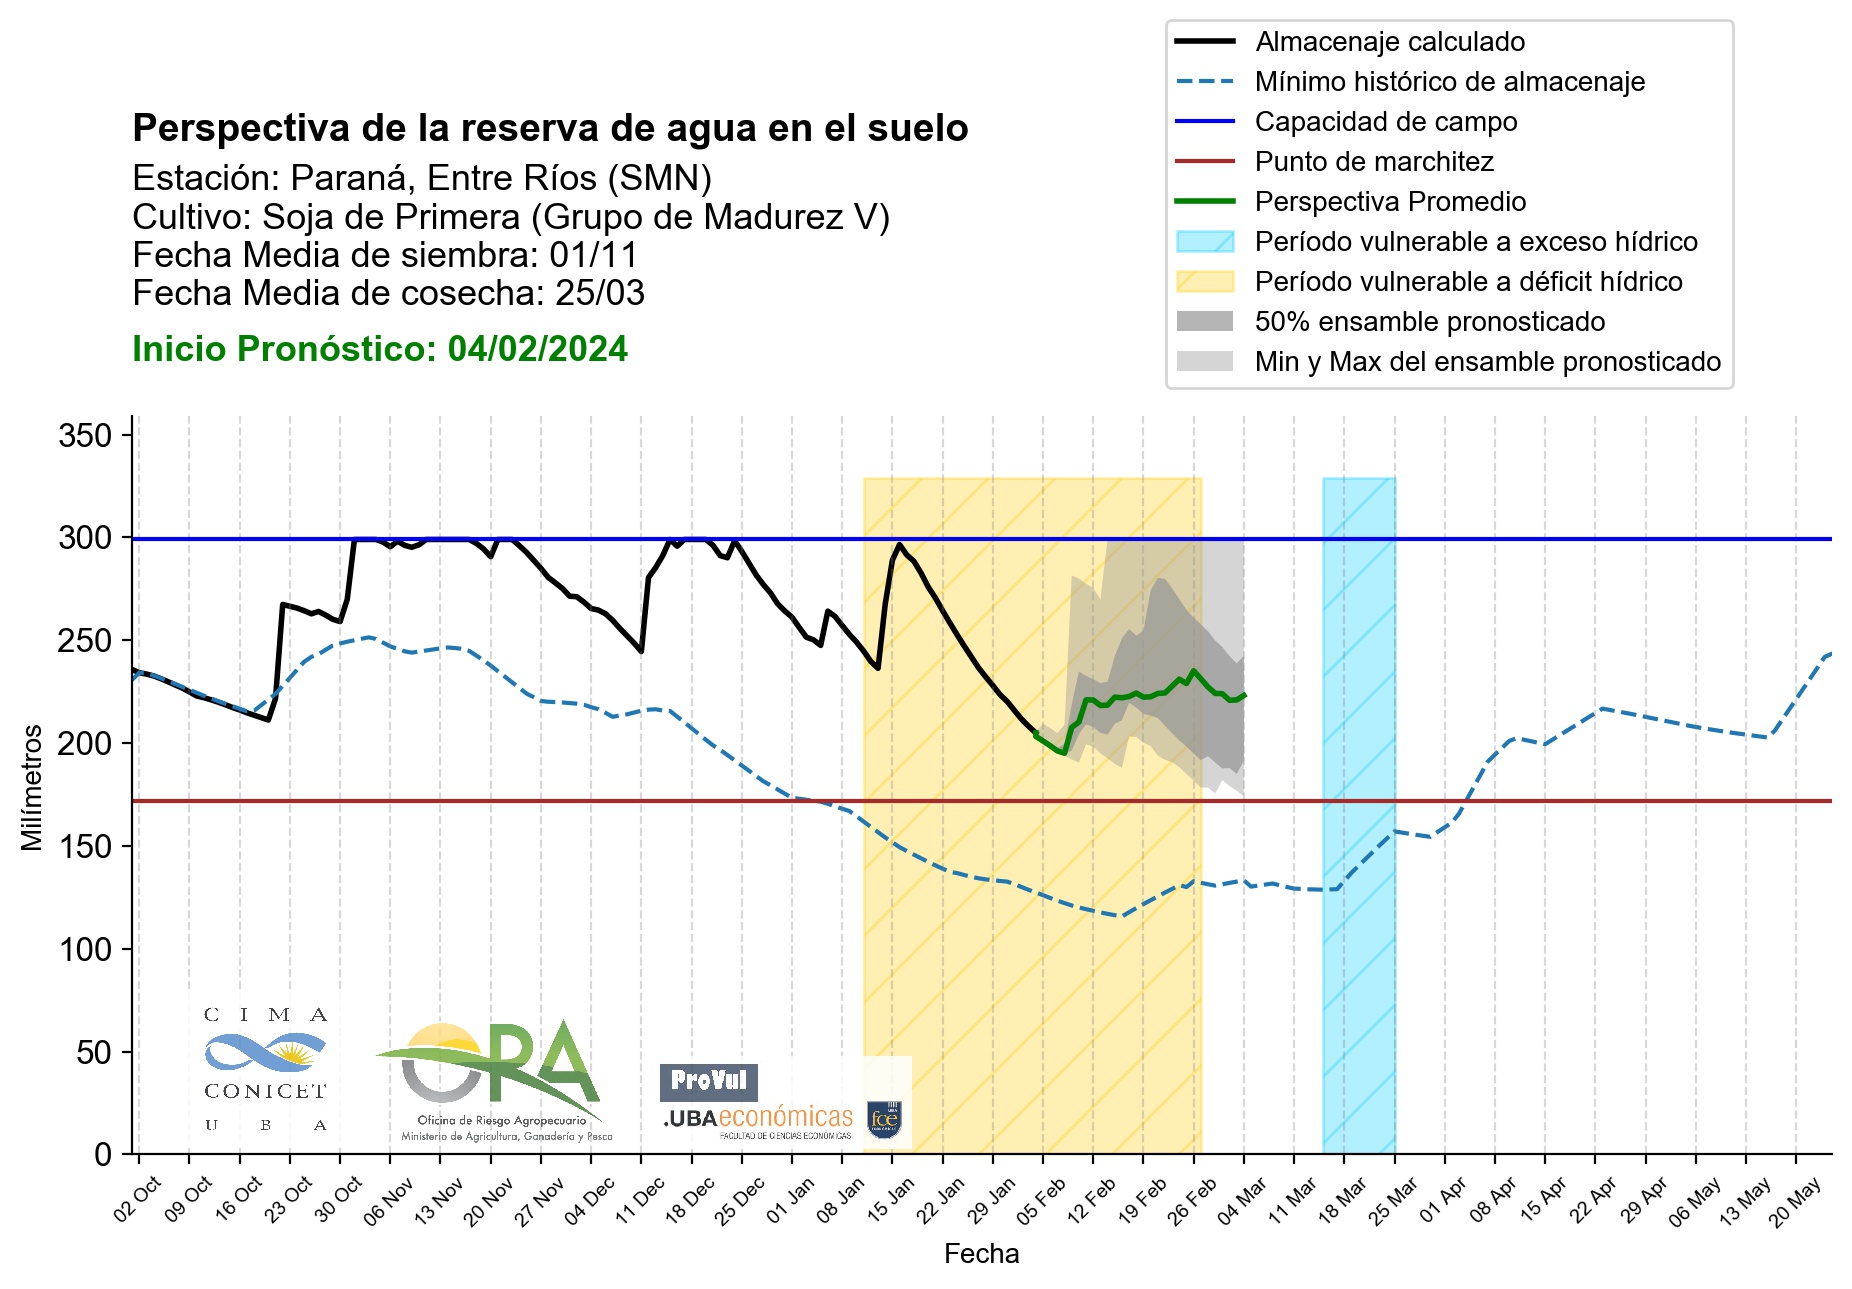 Almacenaje calculado
Mínimo histórico de almacenaje
Capacidad de campo
Punto de marchitez
Perspectiva Promedio
Período vulnerable a exceso hídrico
Período vulnerable a déficit hídrico
50% ensamble pronosticado
Min y Max del ensamble pronosticado
Perspectiva de la reserva de agua en el suelo
Estación: Paraná, Entre Ríos (SMN)
Cultivo: Soja de Primera (Grupo de Madurez V)
Fecha Media de siembra: 01/11
Fecha Media de cosecha: 25/03
Inicio Pronóstico: 04/02/2024
350
300
250
200
150
100
50
0
Milímetros
CIMA
CONICET
UBA
ORA
Oficina de Riesgo Agropecuario
Ministerio de Agricultura, Ganadería y Pesca
ProVul
.UBAeconómicas
FACULTAD DE CIENCIAS ECONÓMICAS
UBA
fce
ECONÓMICAS
02 Oct
09 Oct
16 Oct
23 Oct
30 Oct
06 Nov
13 Nov
20 Nov
27 Nov
04 Dec
11 Dec
18 Dec
25 Dec
01 Jan
08 Jan
15 Jan
22 Jan
29 Jan
05 Feb
12 Feb
19 Feb
26 Feb
04 Mar
11 Mar
18 Mar
25 Mar
01 Apr
08 Apr
15 Apr
22 Apr
29 Apr
06 May
13 May
20 May
Fecha